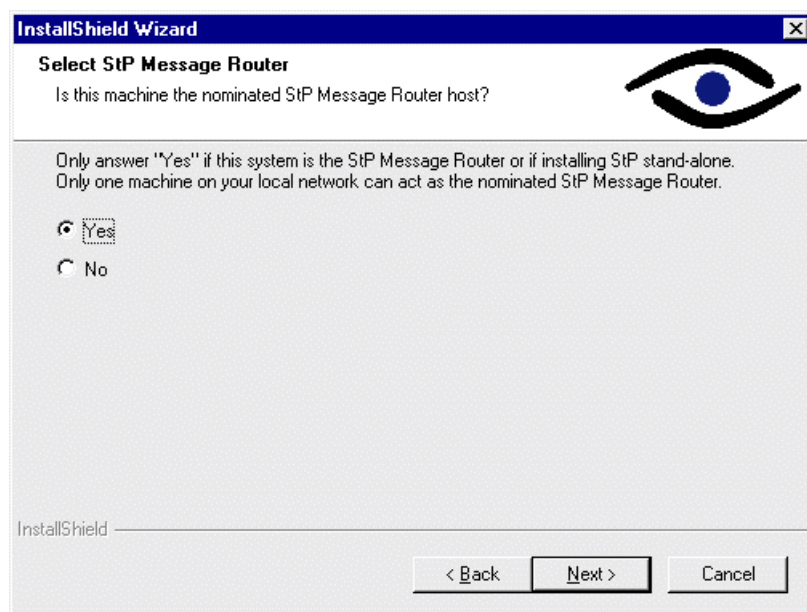 InstallShield Wizard
Select StP Message Router
Is this machine the nominated StP Message Router host?
Only answer "Yes" if this system is the StP Message Router or if installing StP stand-alone.
Only one machine on your local network can act as the nominated StP Message Router.
Yes
No
InstallShield
< Back Next > Cancel